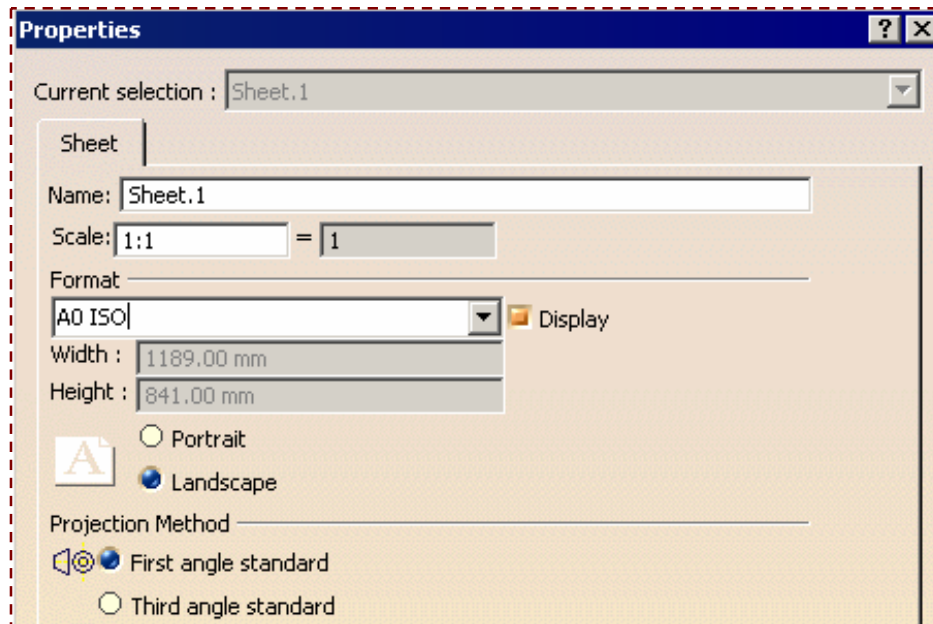 Properties
Current selection : Sheet.1
Sheet
Name: Sheet.1
Scale: 1:1 = 1
Format
A0 ISO Display
Width : 1189.00 mm
Height : 841.00 mm
A
Portrait
Landscape
Projection Method
First angle standard
Third angle standard